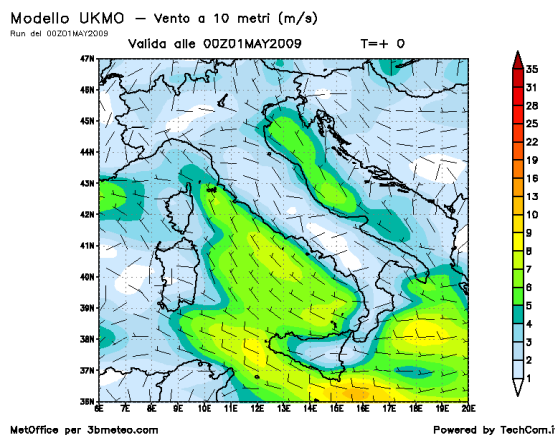 Modello UKMO – Vento a 10 metri (m/s)
Run del 00Z01MAY2009
Valida alle 00Z01MAY2009 T=+ 0
47N
46N
45N
44N
43N
42N
41N
40N
39N
38N
37N
36N
6E 7E 8E 9E 10E 11E 12E 13E 14E 15E 16E 17E 18E 19E 20E
35
31
28
25
22
19
16
13
10
9
8
7
6
5
4
3
2
1
MetOffice per 3bmeteo.com Powered by TechCom.i